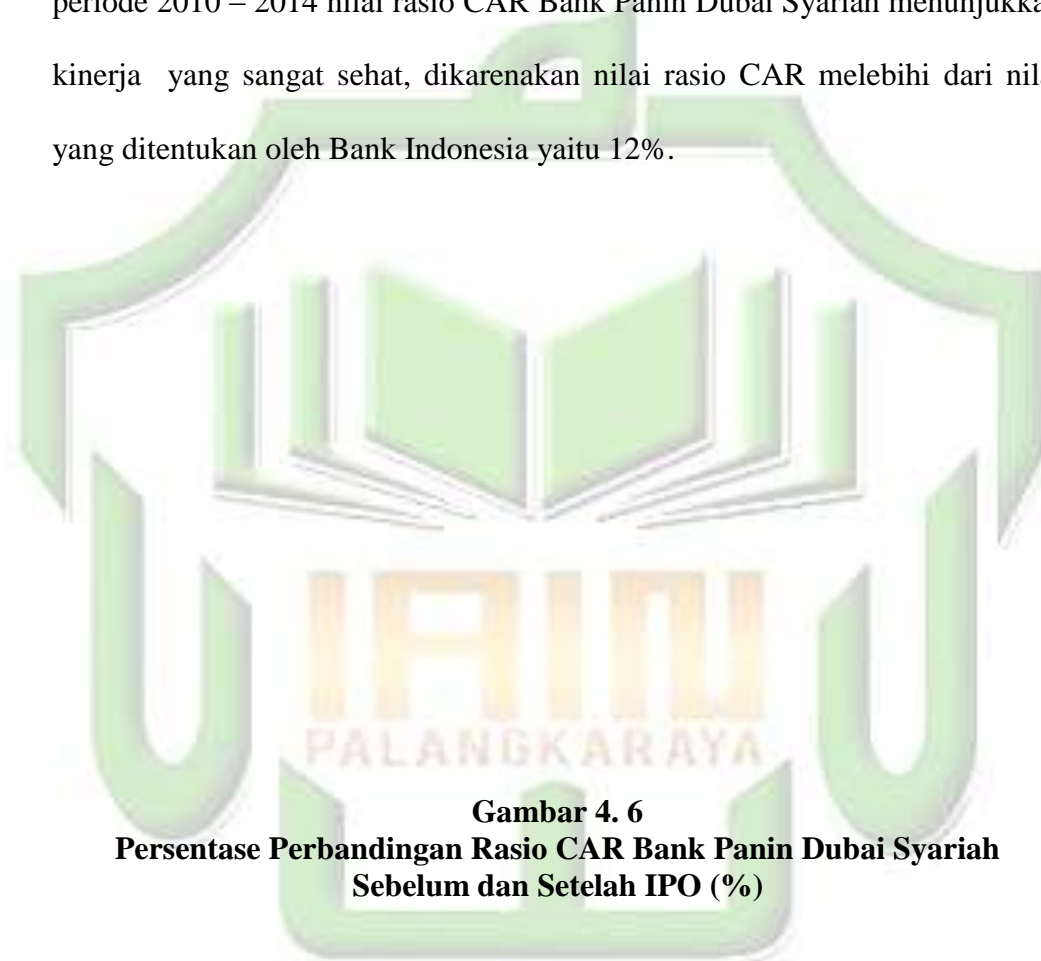 periode 2010 – 2014 nilai rasio CAR Bank Panin Dubai Syariah
kinerja yang sangat sehat, dikarenakan nilai rasio CAR melebihi dari
yang ditentukan oleh Bank Indonesia yaitu 12%.
IAIN
PALANGKARAYA
Gambar 4. 6
Persentase Perbandingan Rasio CAR Bank Panin Dubai Syariah
Sebelum dan Setelah IPO (%)